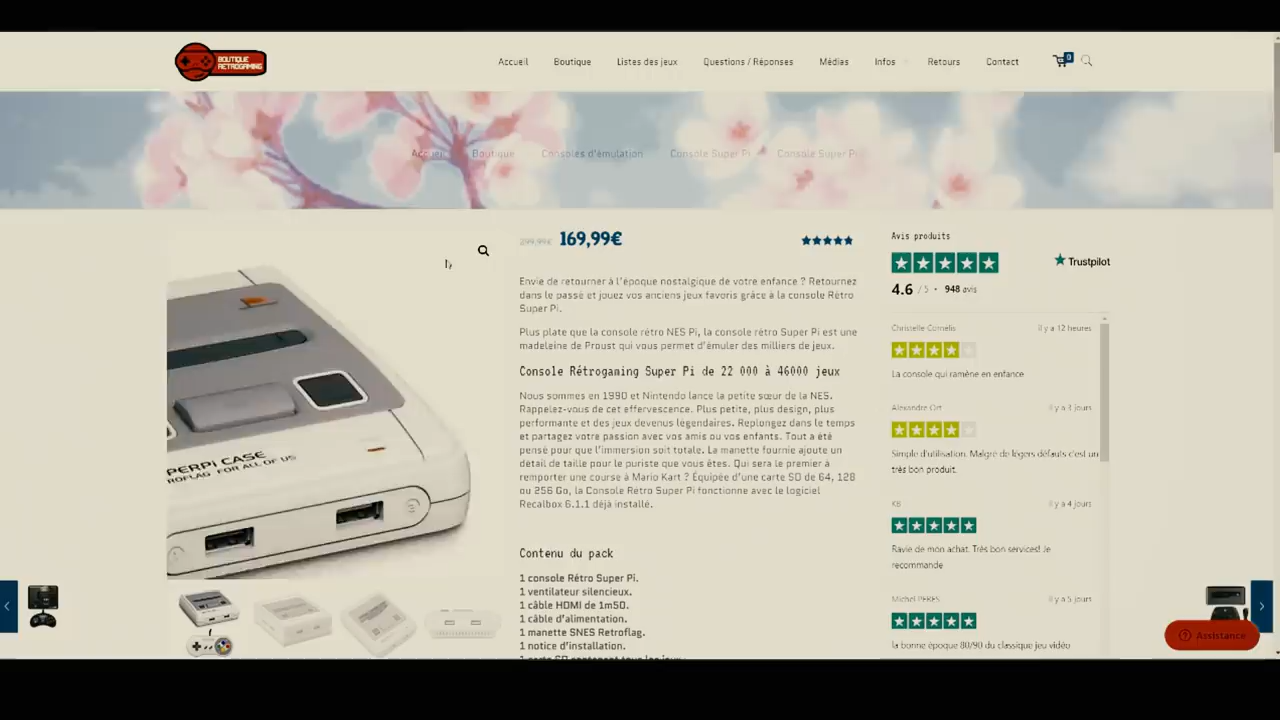 BOUTIQUE
RETROGAMING
Accueil Boutique Listes des jeux Questions / Réponses Médias Infos Retours Contact
0
Accueil Boutique Consoles d'émulation Console Super Pi Console Super Pi
299,99€ 169,99€
Envie de retourner à l'époque nostalgique de votre enfance ? Retournez
dans le passé et jouez vos anciens jeux favoris grâce à la console Rétro
Super Pi.
Plus plate que la console rétro NES Pi, la console rétro Super Pi est une
madeleine de Proust qui vous permet d'émuler des milliers de jeux.
Console Rétrogaming Super Pi de 22 000 à 46000 jeux
Nous sommes en 1990 et Nintendo lance la petite sœur de la NES.
Rappelez-vous de cet effervescence. Plus petite, plus design, plus
performante et des jeux devenus légendaires. Replongez dans le temps
et partagez votre passion avec vos amis ou vos enfants. Tout a été
pensé pour que l'immersion soit totale. La manette fournie ajoute un
détail de taille pour le puriste que vous êtes. Qui sera le premier à
remporter une course à Mario Kart ? Équipée d'une carte SD de 64, 128
ou 256 Go, la Console Rétro Super Pi fonctionne avec le logiciel
Recalbox 6.1.1 déjà installé.
Contenu du pack
1 console Rétro Super Pi.
1 ventilateur silencieux.
1 câble HDMI de 1m50.
1 câble d'alimentation.
1 manette SNES Retroflag.
1 notice d'installation.
1 carte SD contenant tous les jeux
PERPI CASE
ROFLAG FOR ALL OF US
Avis produits
Trustpilot
4.6 / 5 • 948 avis
Christelle Cornelis il y a 12 heures
La console qui ramène en enfance
Alexandre Ort il y a 3 jours
Simple d'utilisation. Malgré de légers défauts c'est un
très bon produit.
KB il y a 4 jours
Ravie de mon achat. Très bon services! Je
recommande
Michel PERES il y a 5 jours
la bonne époque 80/90 du classique jeu vidéo
Assistance